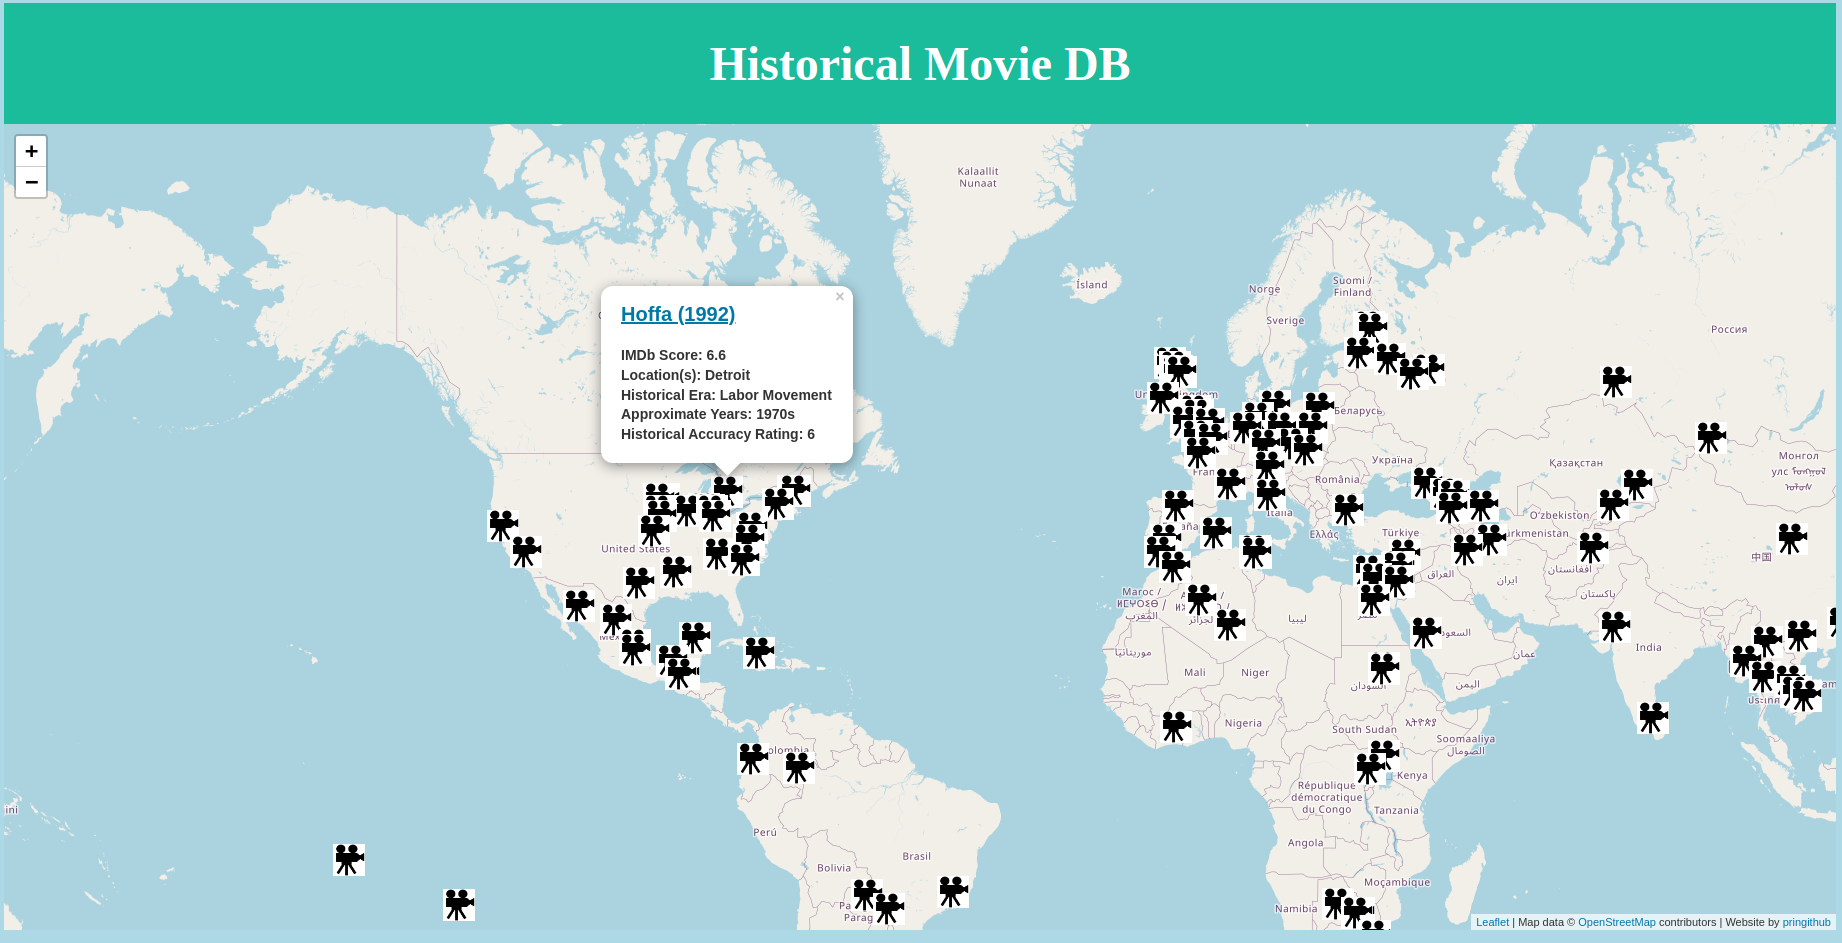 Historical Movie DB
+
−
Kalaallit
Nunaat
Ísland
Norge
Suomi /
Finland
Sverige
Россия
×
Hoffa (1992)
IMDb Score: 6.6
Location(s): Detroit
Historical Era: Labor Movement
Approximate Years: 1970s
Historical Accuracy Rating: 6
Беларусь
Україна
Монгол
улс
Қазақстан
România
Italia
O'zbekiston
Ελλάς
Türkiye
United States
中国
العراق
ایران
افغانستان
پاکستان
Maroc /
المغرب
ليبيا
السعود
عمان
India
موريتانيا
Mali
Niger
السودان
اليمن
Nigeria
South Sudan
ኢትዮጵያ
Soomaaliya
الصومال
olombia
Kenya
République
démocratique
du Congo
Tanzania
Perú
Angola
Brasil
Bolivia
Moçambique
Parag
Namibia
Leaflet | Map data © OpenStreetMap contributors | Website by pringithub